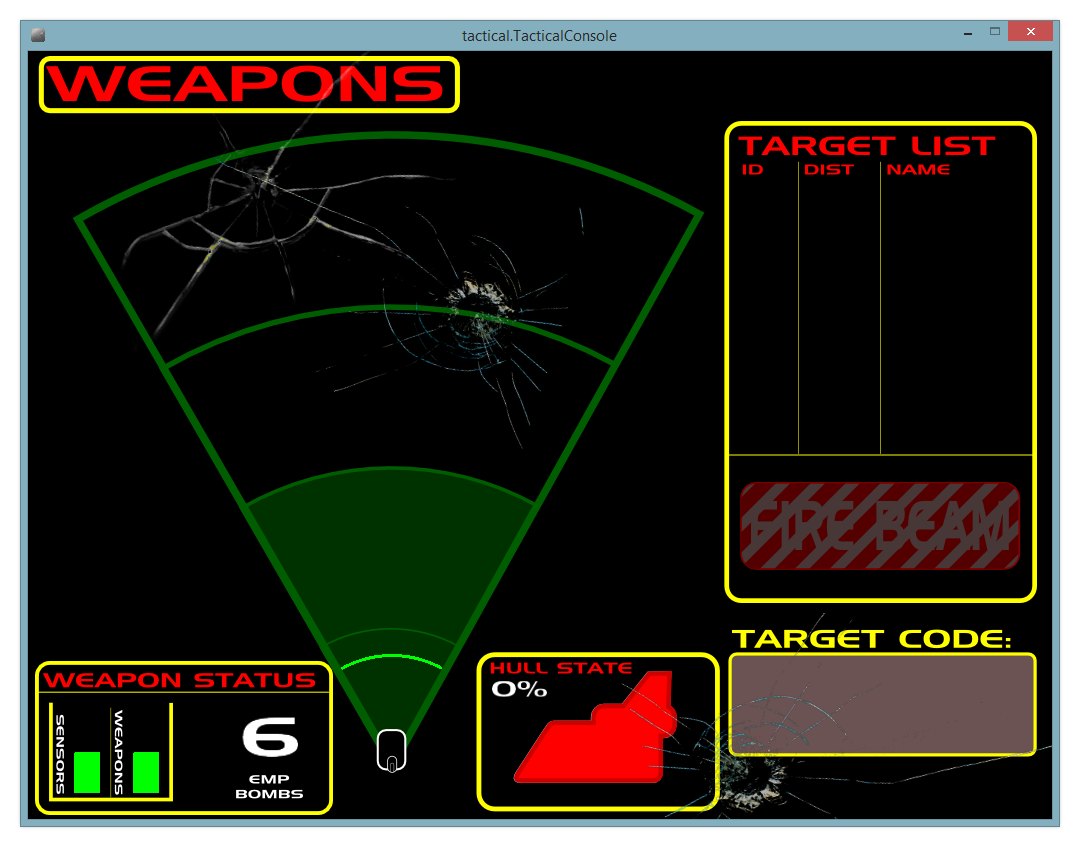 tactical.TacticalConsole
WEAPONS
TARGET LIST
ID DIST NAME
FIRE BEAM
TARGET CODE:
WEAPON STATUS
SENSORS
WEAPONS
6
EMP
BOMBS
HULL STATE
0%